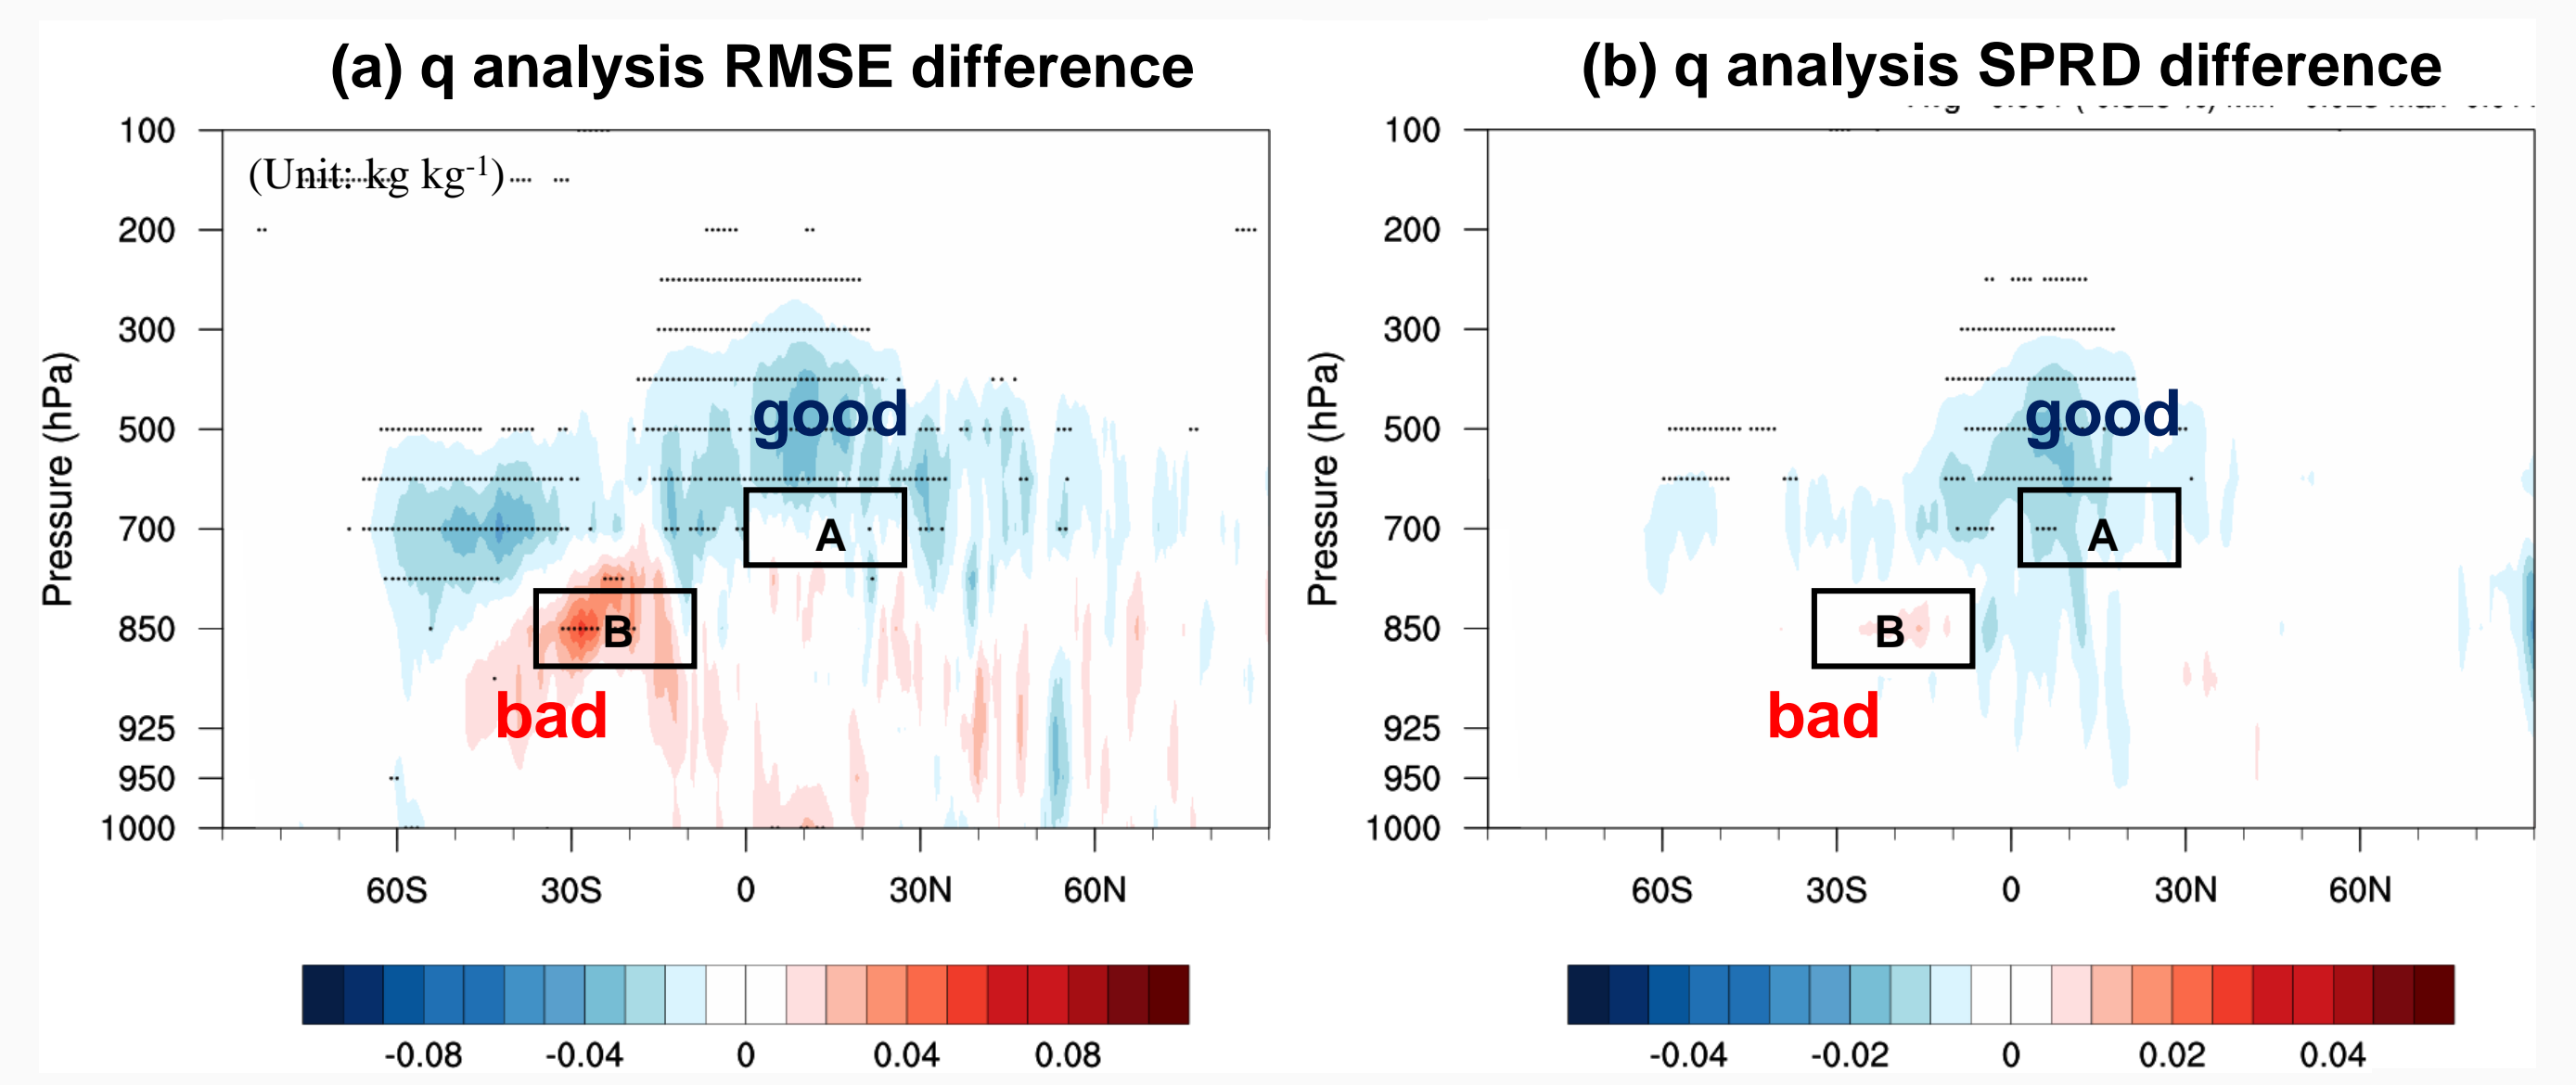 (a) q analysis RMSE difference
(b) q analysis SPRD difference
(Unit: kg kg-1)
Pressure (hPa)
100
200
300
500
700
850
925
950
1000
good
A
B
bad
60S 30S 0 30N 60N
-0.08 -0.04 0 0.04 0.08
Pressure (hPa)
100
200
300
500
700
850
925
950
1000
good
A
B
bad
60S 30S 0 30N 60N
-0.04 -0.02 0 0.02 0.04